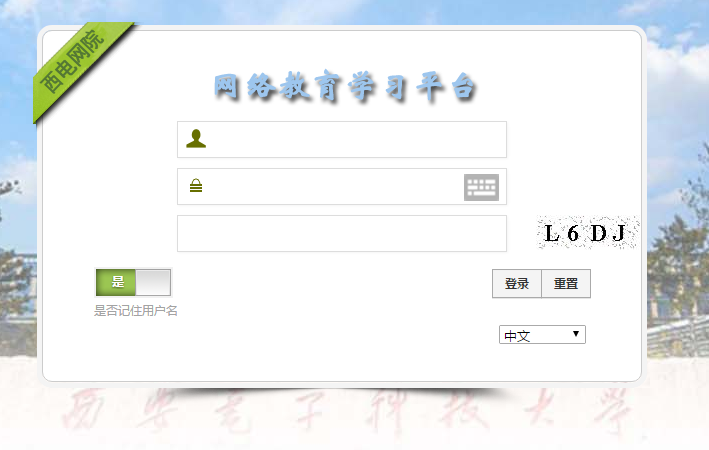 西电网院
网络教育学习平台
L6DJ
是
登录 重置
是否记住用户名
中文
西安电子科技大学